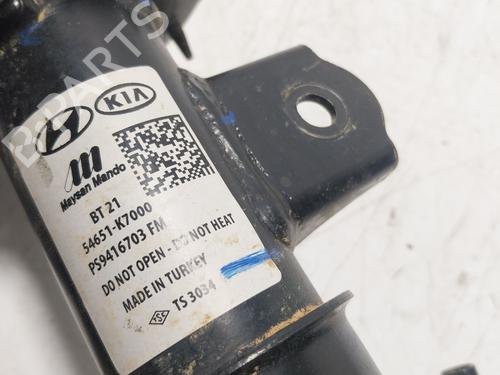 B-PARTS
KIA
Maysan Mando
BT 21
54651-K7000
PS9416703 FM
DO NOT OPEN - DO NOT HEAT
MADE IN TURKEY
TSE TS 3034